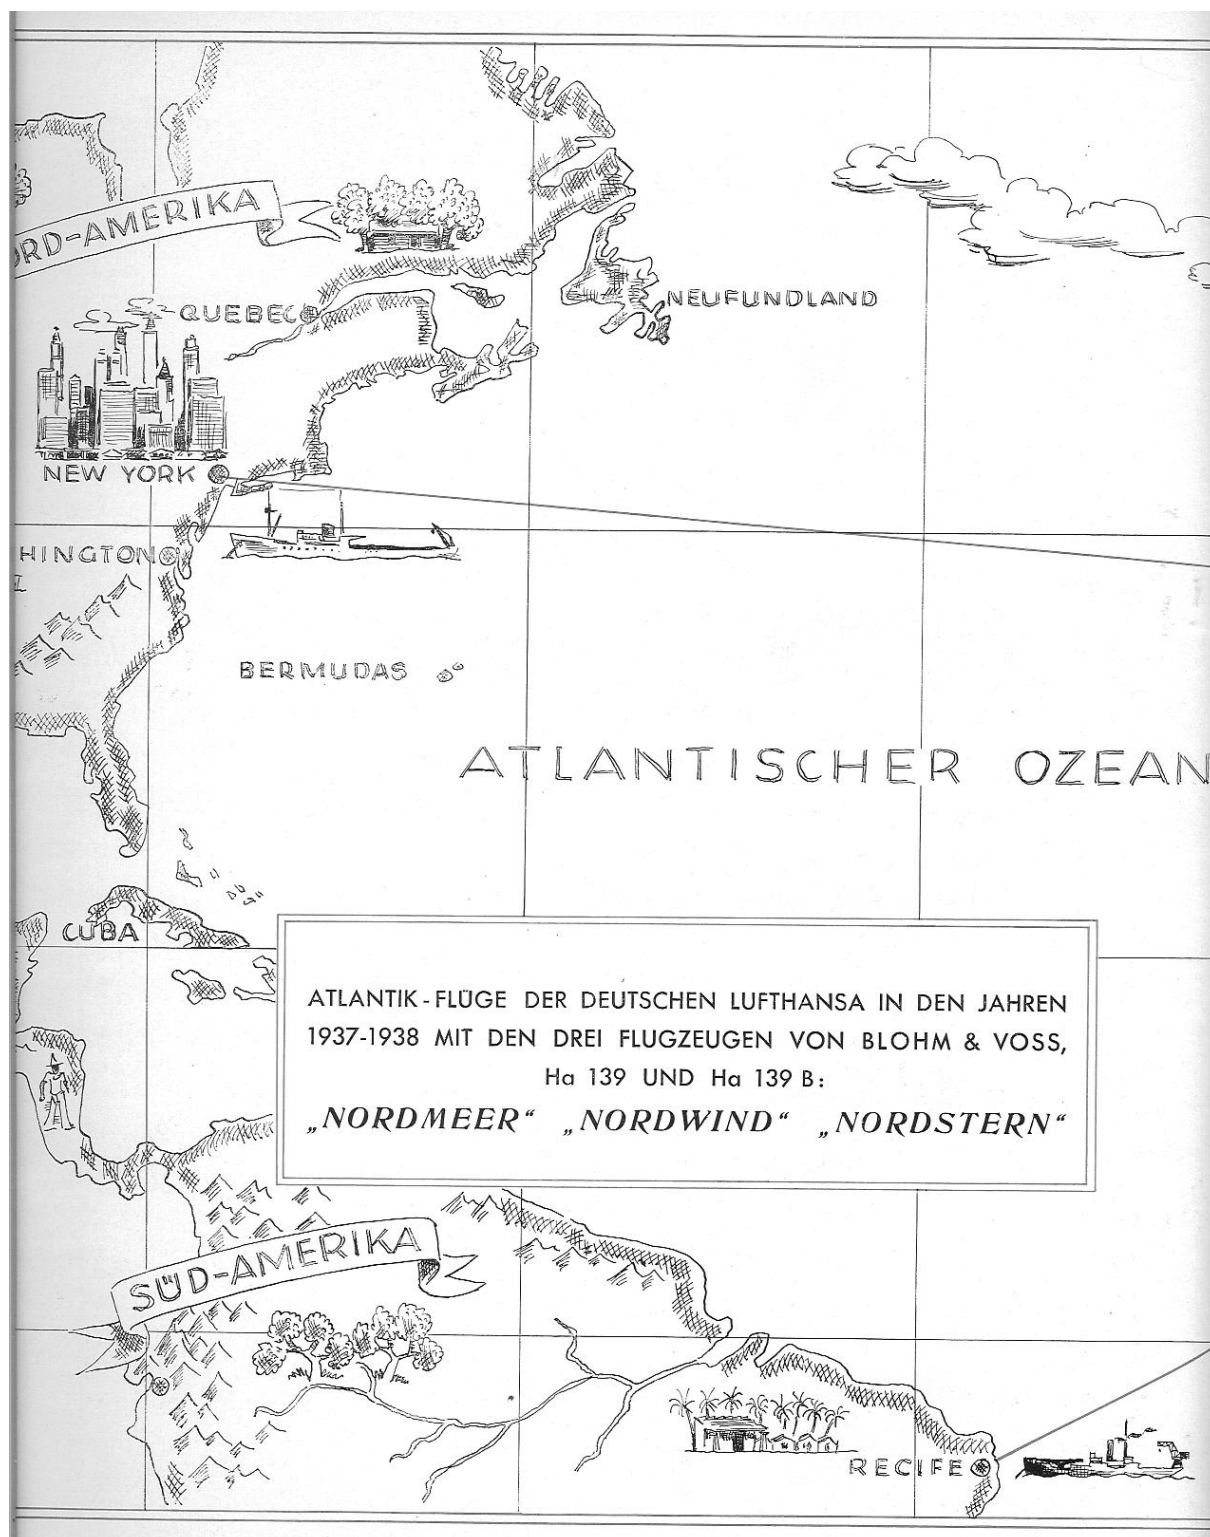 ORD-AMERIKA
QUEBEC
NEUFUNDLAND
NEW YORK
HINGTON
BERMUDAS
ATLANTISCHER OZEAN
CUBA
ATLANTIK-FLÜGE DER DEUTSCHEN LUFTHANSA IN DEN JAHREN
1937-1938 MIT DEN DREI FLUGZEUGEN VON BLOHM & VOSS,
Ha 139 UND Ha 139 B:
„NORDMEER“ „NORDWIND“ „NORDSTERN“
SÜD-AMERIKA
RECIFE